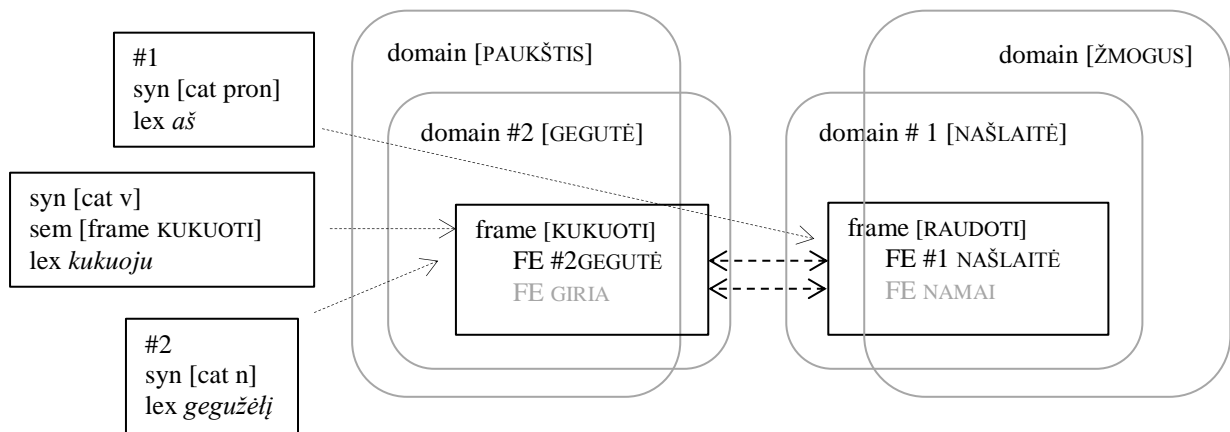 #1
syn [cat pron]
lex aš
syn [cat v]
sem [frame KUKUOTI]
lex kukuoju
#2
syn [cat n]
lex gegužėlį
domain [PAUKŠTIS]
domain #2 [GEGUTĖ]
frame [KUKUOTI]
FE #2GEGUTĖ
FE GIRIA
domain [ŽMOGUS]
domain # 1 [NAŠLAITĖ]
frame [RAUDOTI]
FE #1 NAŠLAITĖ
FE NAMAI